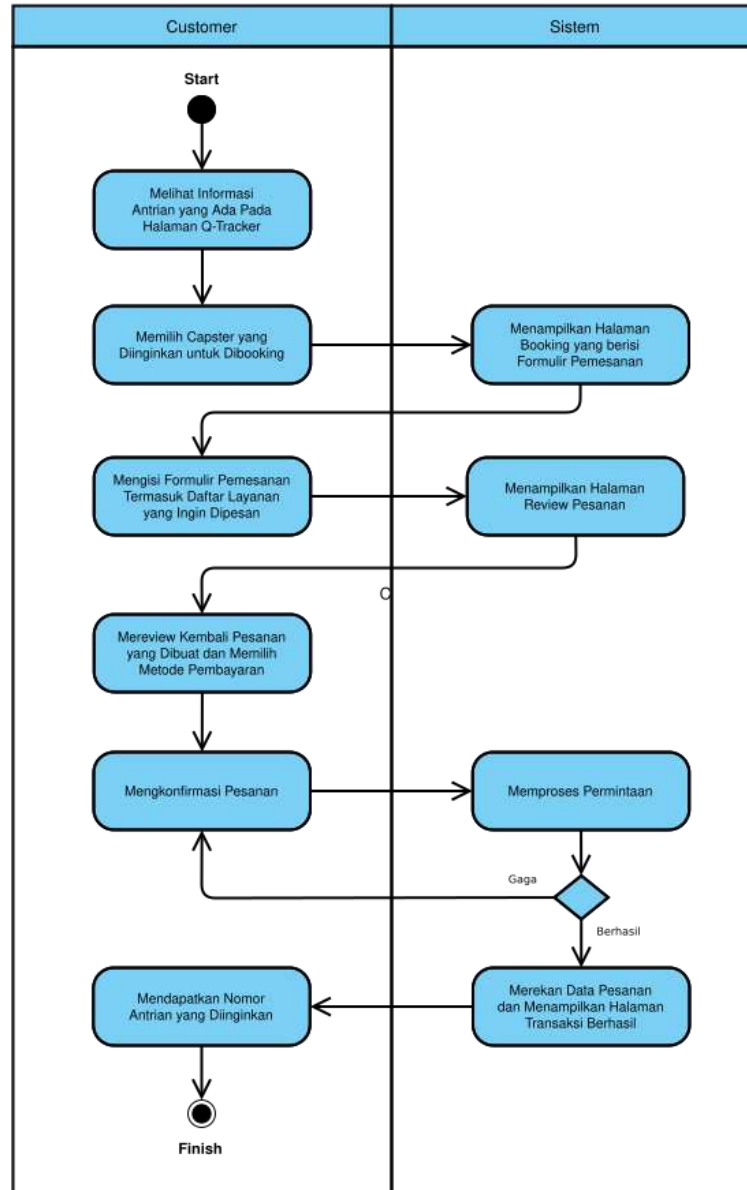 Customer
Sistem
Start
Melihat Informasi
Antrian yang Ada Pada
Halaman Q-Tracker
Memilih Capster yang
Diinginkan untuk Dibooking
Menampilkan Halaman
Booking yang berisi
Formulir Pemesanan
Mengisi Formulir Pemesanan
Termasuk Daftar Layanan
yang Ingin Dipesan
Menampilkan Halaman
Review Pesanan
C
Mereview Kembali Pesanan
yang Dibuat dan Memilih
Metode Pembayaran
Mengkonfirmasi Pesanan
Memproses Permintaan
Gaga
Berhasil
Mendapatkan Nomor
Antrian yang Diinginkan
Merekan Data Pesanan
dan Menampilkan Halaman
Transaksi Berhasil
Finish